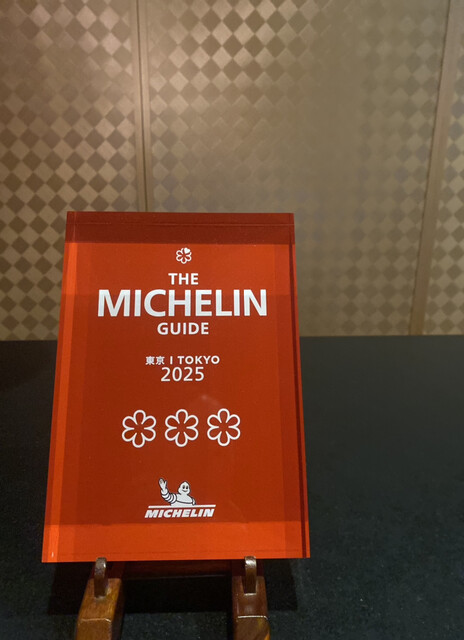 THE
MICHELIN
GUIDE
東京 I TOKYO
2025
MICHELIN